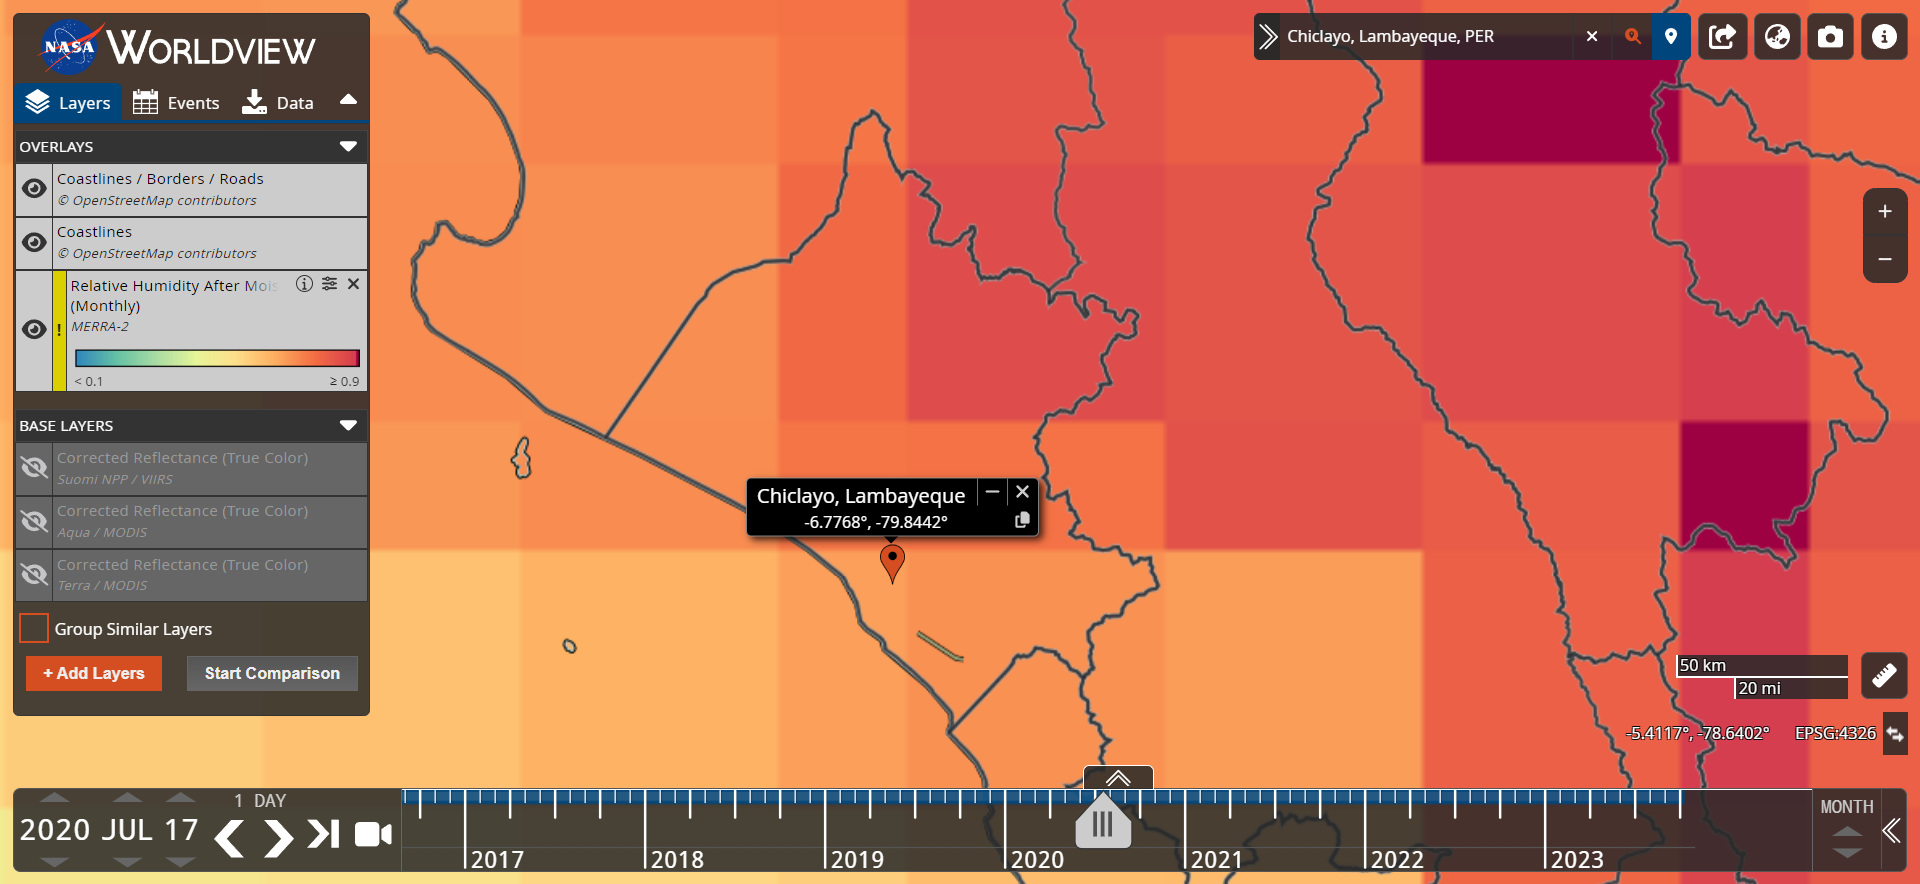 NASA WORLDVIEW
Layers
Events
Data
OVERLAYS
Coastlines / Borders / Roads
© OpenStreetMap contributors
Coastlines
© OpenStreetMap contributors
Relative Humidity After
(Monthly)
MERRA-2
!
< 0.1
≥ 0.9
BASE LAYERS
Corrected Reflectance (True Color)
Suomi NPP / VIIRS
Corrected Reflectance (True Color)
Aqua / MODIS
Corrected Reflectance (True Color)
Terra / MODIS
Group Similar Layers
+ Add Layers
Start Comparison
Chiclayo, Lambayeque, PER
Chiclayo, Lambayeque
-6.7768°, -79.8442°
+
−
50 km
20 mi
-5.4117°, -78.6402°
EPSG:4326
1 DAY
2020 JUL 17
2017
2018
2019
2020
2021
2022
2023
MONTH